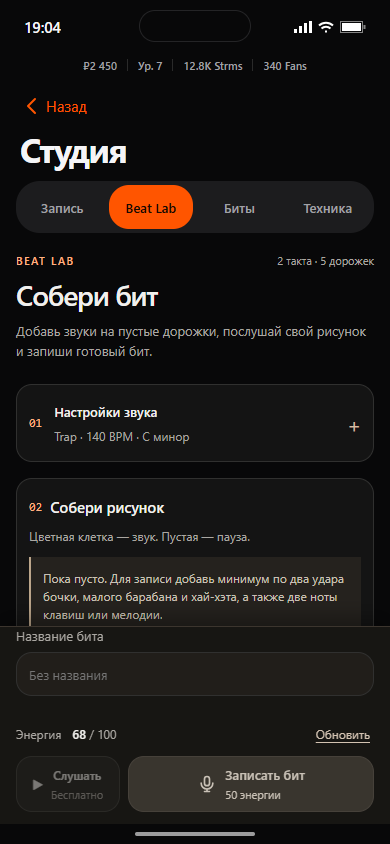 19:04
₽2 450 Ур. 7 12.8K Strms 340 Fans
Назад
Студия
Запись Beat Lab Биты Техника
BEAT LAB 2 такта · 5 дорожек
Собери бит
Добавь звуки на пустые дорожки, послушай свой рисунок
и запиши готовый бит.
01 Настройки звука
Trap · 140 BPM · C минор
+
02 Собери рисунок
Цветная клетка — звук. Пустая — пауза.
Пока пусто. Для записи добавь минимум по два удара
бочки, малого барабана и хай-хэта, а также две ноты
клавиш или мелодии.
Название бита
Без названия
Энергия 68 / 100 Обновить
Слушать
Бесплатно
Записать бит
50 энергии